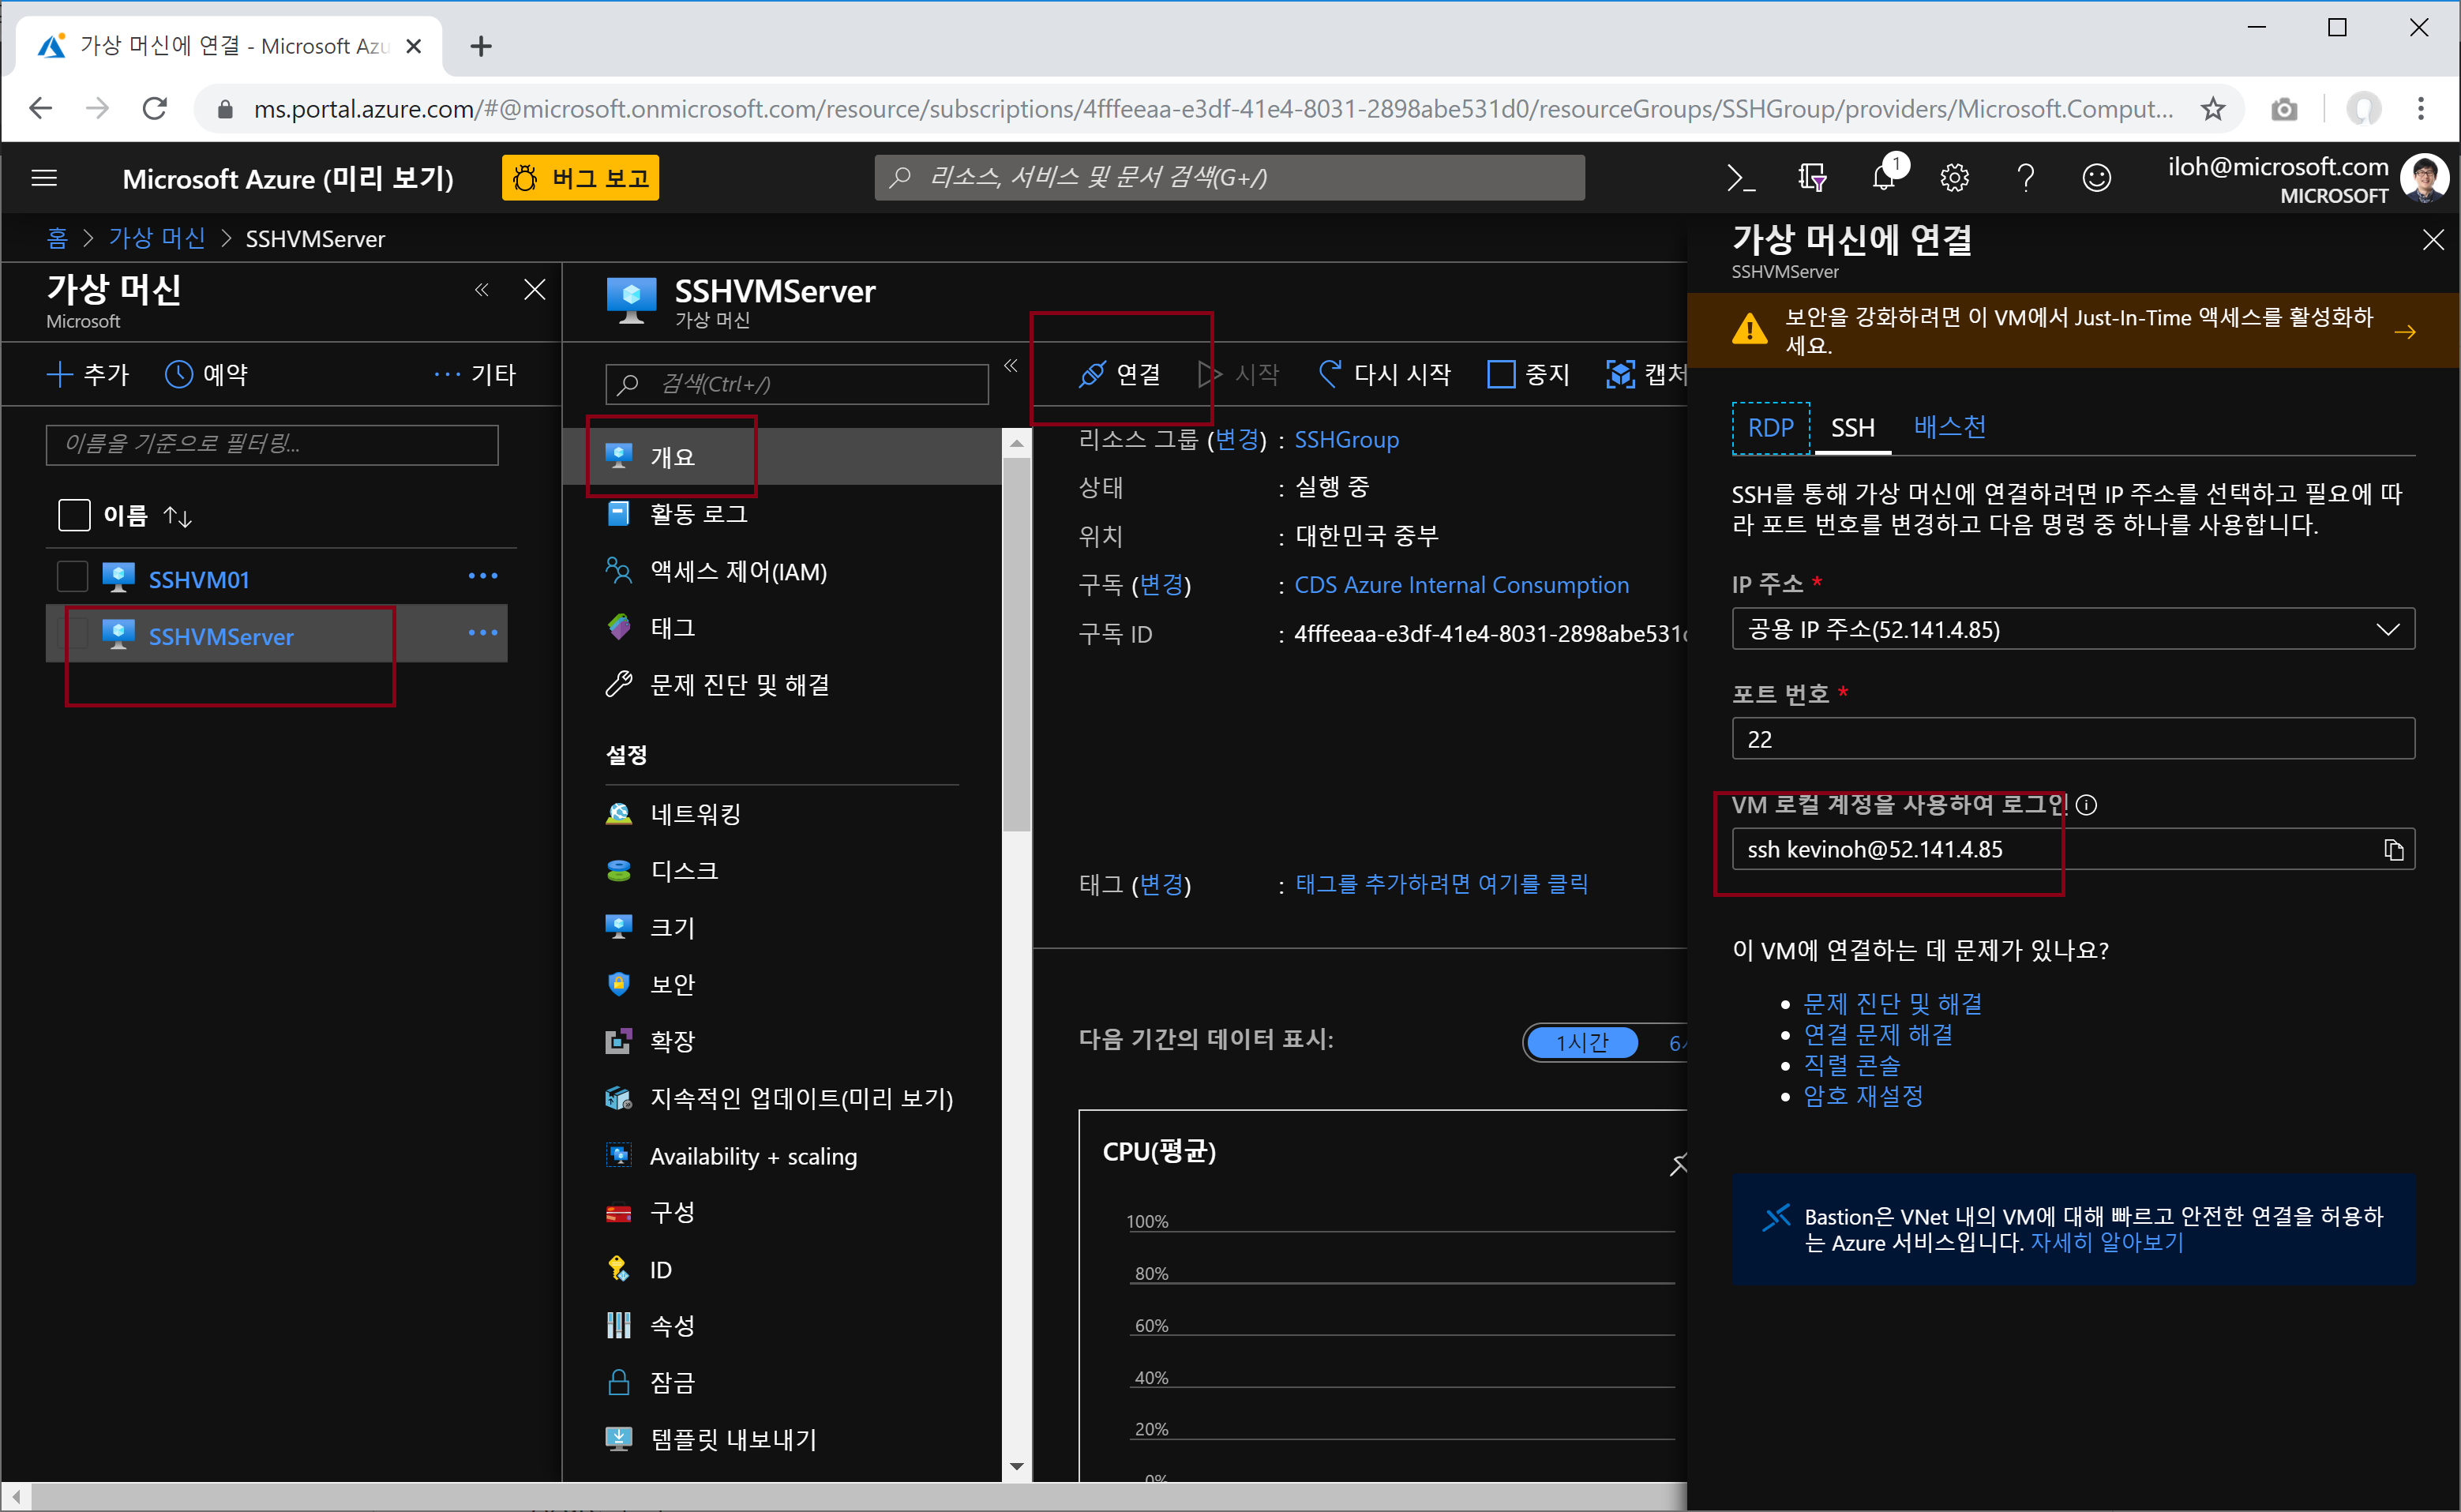 가상 머신에 연결 - Microsoft Azu
ms.portal.azure.com/#@microsoft.onmicrosoft.com/resource/subscriptions/4fffeeaa-e3df-41e4-8031-2898abe531d0/resourceGroups/SSHGroup/providers/Microsoft.Comput...
Microsoft Azure (미리 보기)
버그 보고
리소스, 서비스 및 문서 검색(G+/)
1
iloh@microsoft.com
MICROSOFT
홈 > 가상 머신 > SSHVMServer
가상 머신
Microsoft
추가
예약
··· 기타
이름을 기준으로 필터링...
이름 ↑↓
SSHVM01
SSHVMServer
SSHVMServer
가상 머신
검색(Ctrl+/)
개요
활동 로그
액세스 제어(IAM)
태그
문제 진단 및 해결
설정
네트워킹
디스크
크기
보안
확장
지속적인 업데이트(미리 보기)
Availability + scaling
구성
ID
속성
잠금
템플릿 내보내기
연결
시작
다시 시작
중지
캡처
리소스 그룹 (변경) : SSHGroup
상태 : 실행 중
위치 : 대한민국 중부
구독 (변경) : CDS Azure Internal Consumption
구독 ID : 4fffeeaa-e3df-41e4-8031-2898abe531
태그 (변경) : 태그를 추가하려면 여기를 클릭
다음 기간의 데이터 표시:
1시간
6
CPU(평균)
100%
80%
60%
40%
20%
0%
가상 머신에 연결
SSHVMServer
보안을 강화하려면 이 VM에서 Just-In-Time 액세스를 활성화하
세요.
RDP
SSH
배스천
SSH를 통해 가상 머신에 연결하려면 IP 주소를 선택하고 필요에 따
라 포트 번호를 변경하고 다음 명령 중 하나를 사용합니다.
IP 주소 *
공용 IP 주소(52.141.4.85)
포트 번호 *
22
VM 로컬 계정을 사용하여 로그인
ssh kevinoh@52.141.4.85
이 VM에 연결하는 데 문제가 있나요?
• 문제 진단 및 해결
• 연결 문제 해결
• 직렬 콘솔
• 암호 재설정
Bastion은 VNet 내의 VM에 대해 빠르고 안전한 연결을 허용하
는 Azure 서비스입니다. 자세히 알아보기